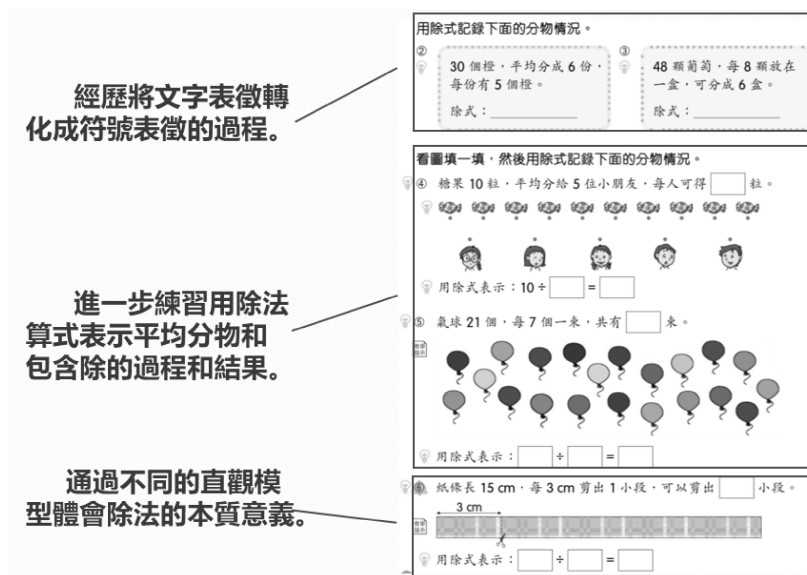 用除式記錄下面的分物情況。
② 30 個橙，平均分成 6 份，
每份有 5 個橙。
除式：
③ 48 顆葡萄，每 8 顆放在
一盒，可分成 6 盒。
除式：
經歷將文字表徵轉
化成符號表徵的過程。
看圖填一填，然後用除式記錄下面的分物情況。
④ 糖果 10 粒，平均分給 5 位小朋友，每人可得 粒。
用除式表示：10 ÷ =
進一步練習用除法
算式表示平均分物和
包含除的過程和結果。
⑤ 氣球 21 個，每 7 個一束，共有 束。
用除式表示： ÷ =
通過不同的直觀模
型體會除法的本質意義。
⑥ 紙條長 15 cm，每 3 cm 剪出 1 小段，可以剪出 小段。
3 cm
用除式表示： ÷ =